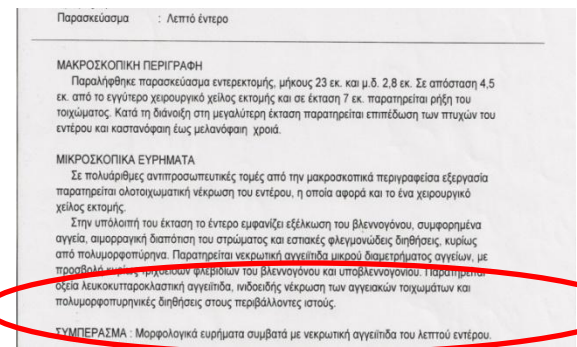 Παρασκεύασμα : Λεπτό έντερο
ΜΑΚΡΟΣΚΟΠΙΚΗ ΠΕΡΙΓΡΑΦΗ
Παραλήφθηκε παρασκεύασμα εντερεκτομής, μήκους 23 εκ. και μ.δ. 2,8 εκ. Σε απόσταση 4,5
εκ. από το εγγύτερο χειρουργικό χείλος εκτομής και σε έκταση 7 εκ. παρατηρείται ρήξη του
τοιχώματος. Κατά τη διάνοιξη στη μεγαλύτερη έκταση παρατηρείται επιπέδωση των πτυχών του
εντέρου και καστανόφαιη έως μελανόφαιη χροιά.
ΜΙΚΡΟΣΚΟΠΙΚΑ ΕΥΡΗΜΑΤΑ
Σε πολυάριθμες αντιπροσωπευτικές τομές από την μακροσκοπικά περιγραφείσα εξεργασία
παρατηρείται ολοτοιχωματική νέκρωση του εντέρου, η οποία αφορά και το ένα χειρουργικό
χείλος εκτομής.
Στην υπόλοιπή του έκταση το έντερο εμφανίζει εξέλκωση του βλεννογόνου, συμφορημένα
αγγεία, αιμορραγική διαπότιση του στρώματος και εστιακές φλεγμονώδεις διηθήσεις, κυρίως
από πολυμορφοπύρηνα. Παρατηρείται νεκρωτική αγγειίτιδα μικρού διαμετρήματος αγγείων, με
προσβολή κυρίως τριχοειδών φλεβιδίων του βλεννογόνου και υποβλεννογονίου. Παρατηρείται
οξεία λευκοκυτταροκλαστική αγγειίτιδα, ινιδοειδής νέκρωση των αγγειακών τοιχωμάτων και
πολυμορφοπυρηνικές διηθήσεις στους περιβάλλοντες ιστούς.
ΣΥΜΠΕΡΑΣΜΑ : Μορφολογικά ευρήματα συμβατά με νεκρωτική αγγειίτιδα του λεπτού εντέρου.